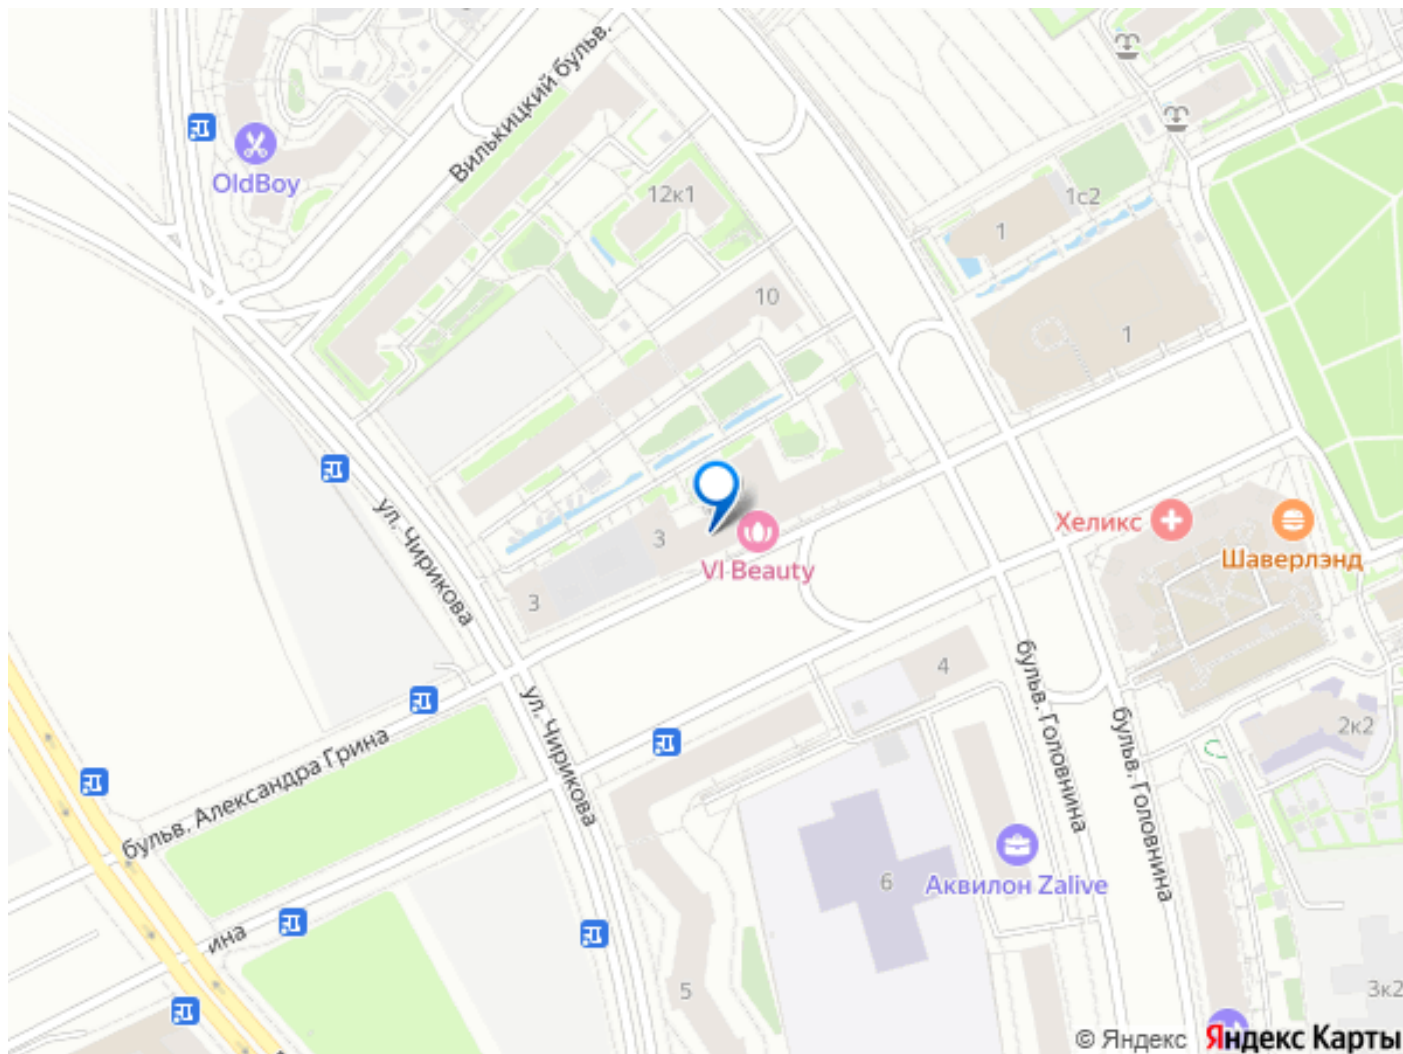 Вилькицкий бульв.
OldBoy
12к1
1с2
1
10
1
3
VI Beauty
Хеликс
Шаверлэнд
3
ул. Чирикова
4
бульв. Головнина
2к2
ул. Чирикова
бульв. Головнина
бульв. Александра Грина
6
Аквилон Zalive
ина
5
3к2
© Яндекс Яндекс Карты